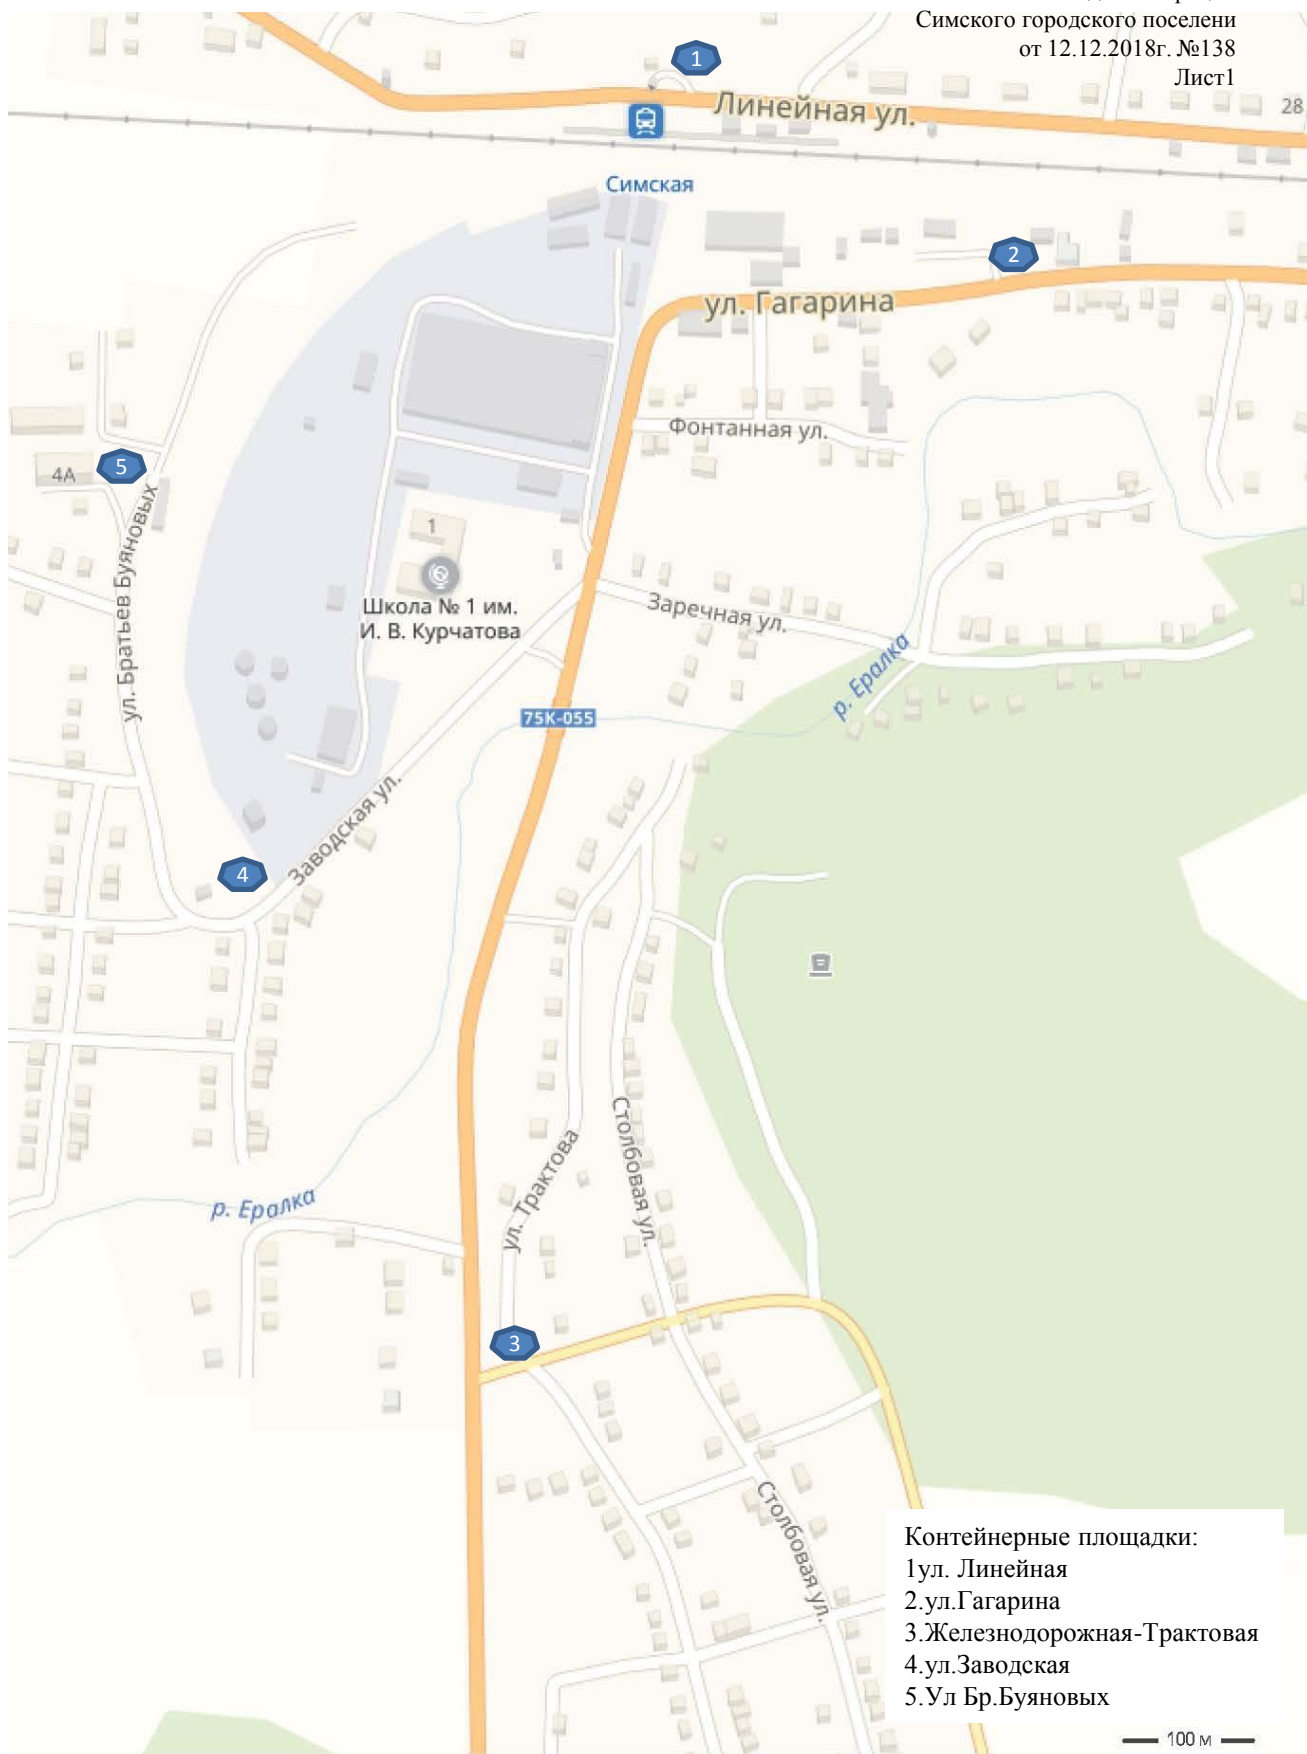 Симского городского поселени
от 12.12.2018г. №138
Лист1
1
Линейная ул.
28
Симская
2
ул. Гагарина
Фонтанная ул.
5
4А
ул. Братьев Буяновых
1
Школа № 1 им.
И. В. Курчатова
Заречная ул.
р. Ералка
75К-055
Заводская ул.
4
ул. Трактова
Столбовая ул.
р. Ералка
3
Столбовая ул.
Контейнерные площадки:
1ул. Линейная
2.ул.Гагарина
3.Железнодорожная-Трактовая
4.ул.Заводская
5.Ул Бр.Буяновых
100 м